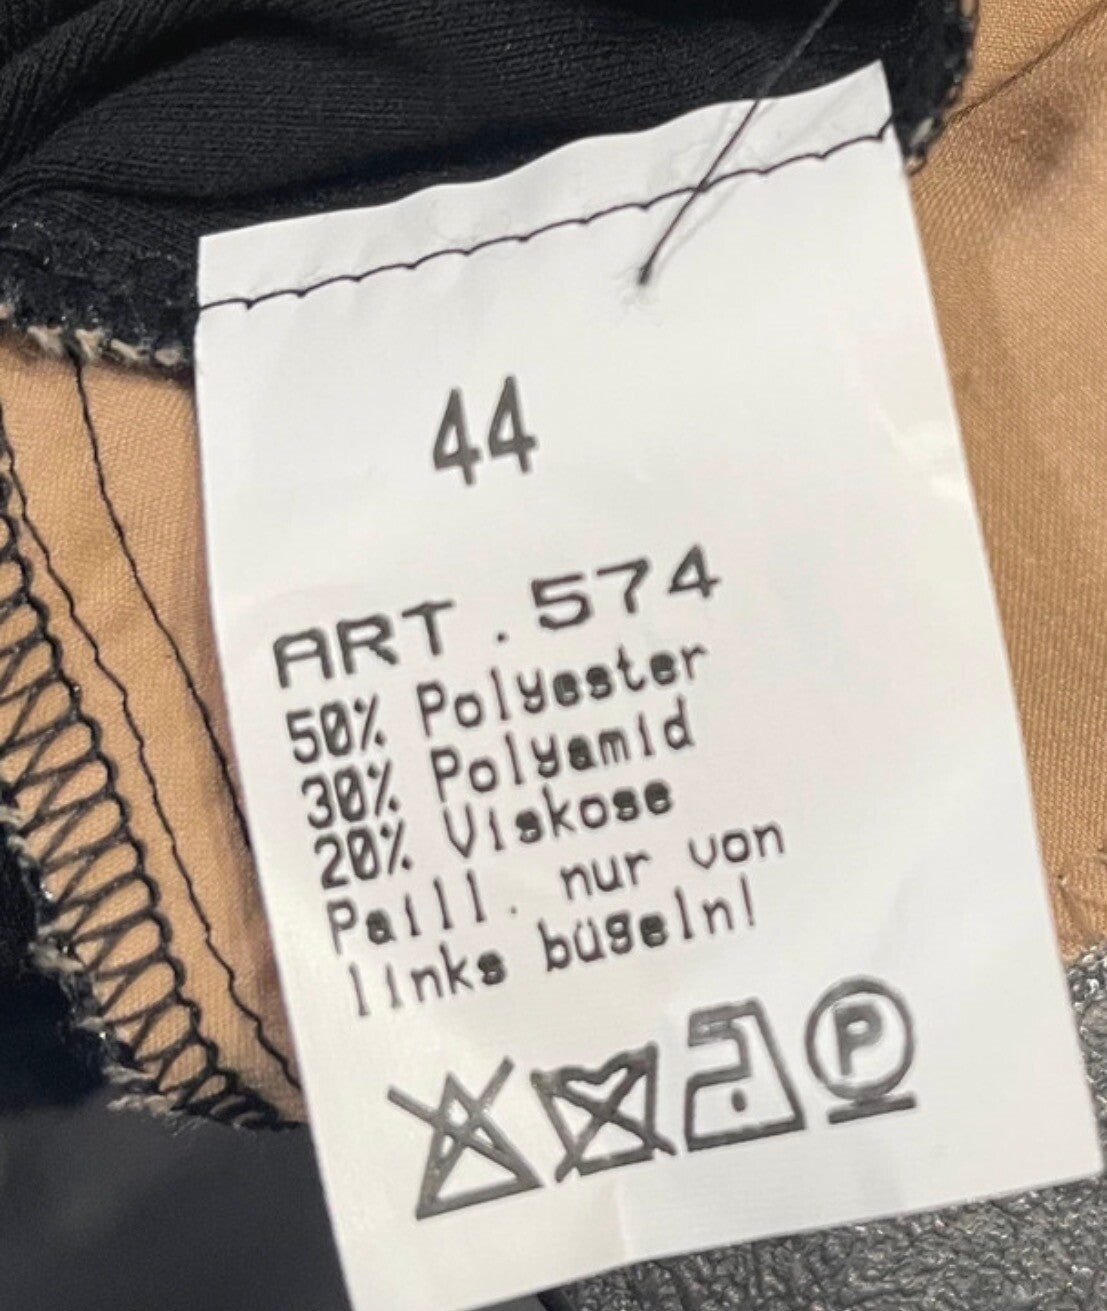 44
ART.574
50% Polyester
30% Polyamid
20% Viskose
Paill. nur von
links bügeln!
P